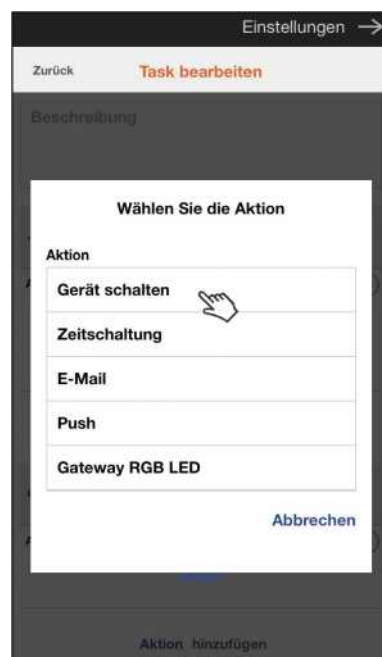 Einstellungen →
Zurück Task bearbeiten
Beschreibung
Wählen Sie die Aktion
Aktion
Gerät schalten
Zeitschaltung
E-Mail
Push
Gateway RGB LED
Abbrechen
Aktion hinzufügen